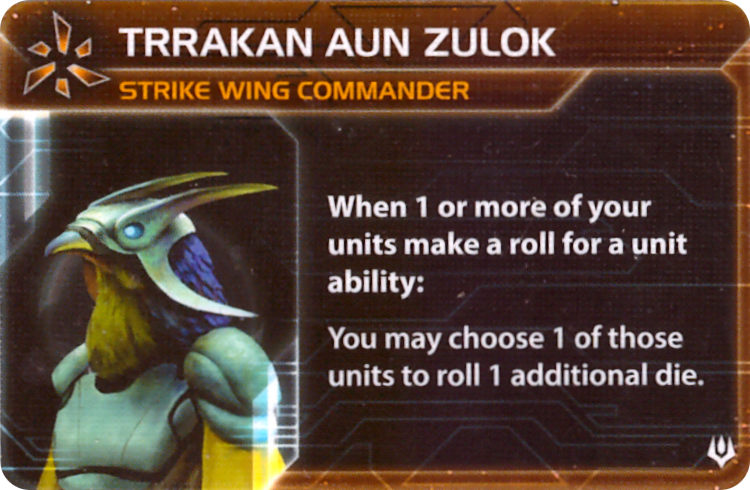 TRRAKAN AUN ZULOK
STRIKE WING COMMANDER
When 1 or more of your
units make a roll for a unit
ability:
You may choose 1 of those
units to roll 1 additional die.